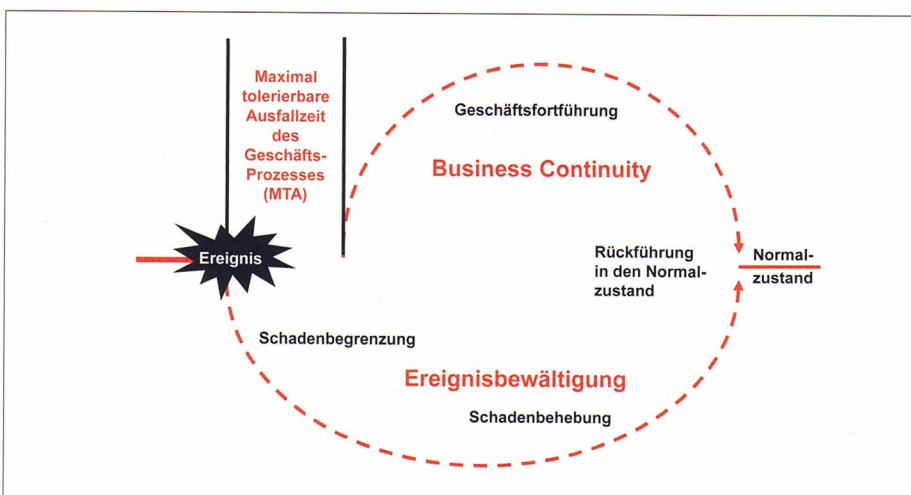 Maximal
tolerierbare
Ausfallzeit
des
Geschäfts-
Prozesses
(MTA)
Geschäftsfortführung
Business Continuity
Ereignis
Rückführung
in den Normal-
zustand
Normal-
zustand
Schadenbegrenzung
Ereignisbewältigung
Schadenbehebung